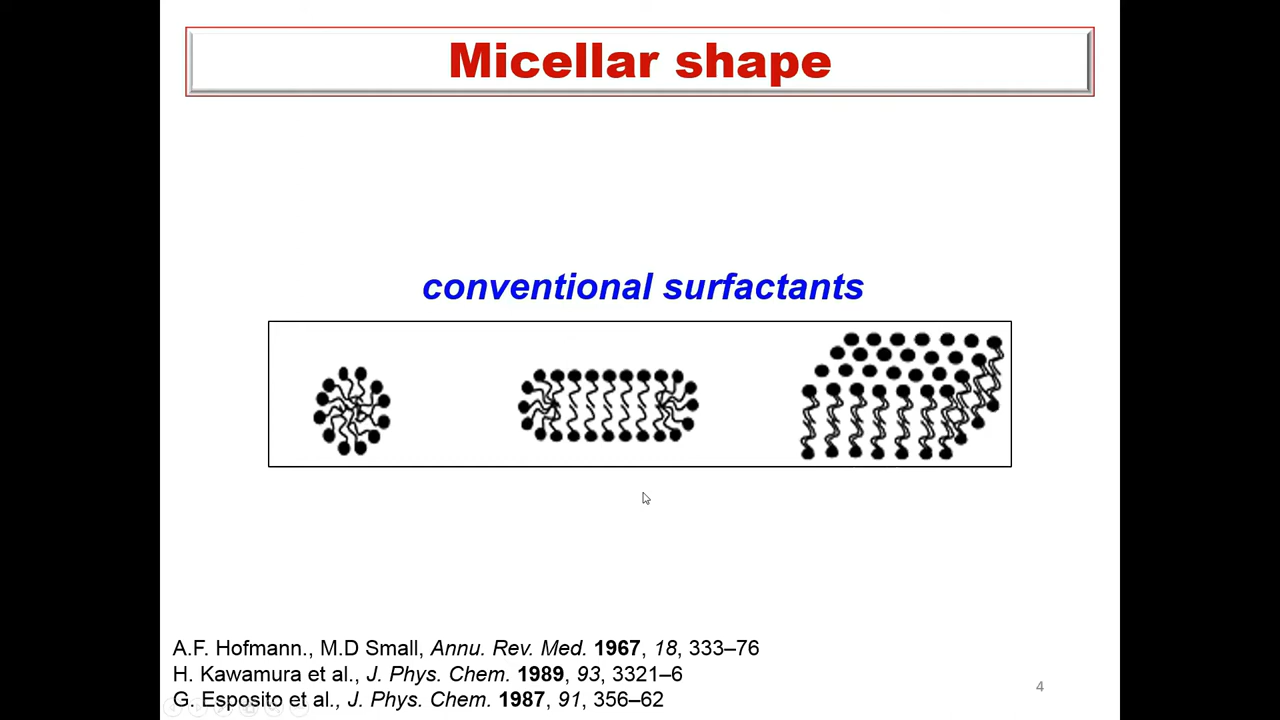 Micellar shape
conventional surfactants
A.F. Hofmann., M.D Small, Annu. Rev. Med. 1967, 18, 333–76
H. Kawamura et al., J. Phys. Chem. 1989, 93, 3321–6
G. Esposito et al., J. Phys. Chem. 1987, 91, 356–62
4